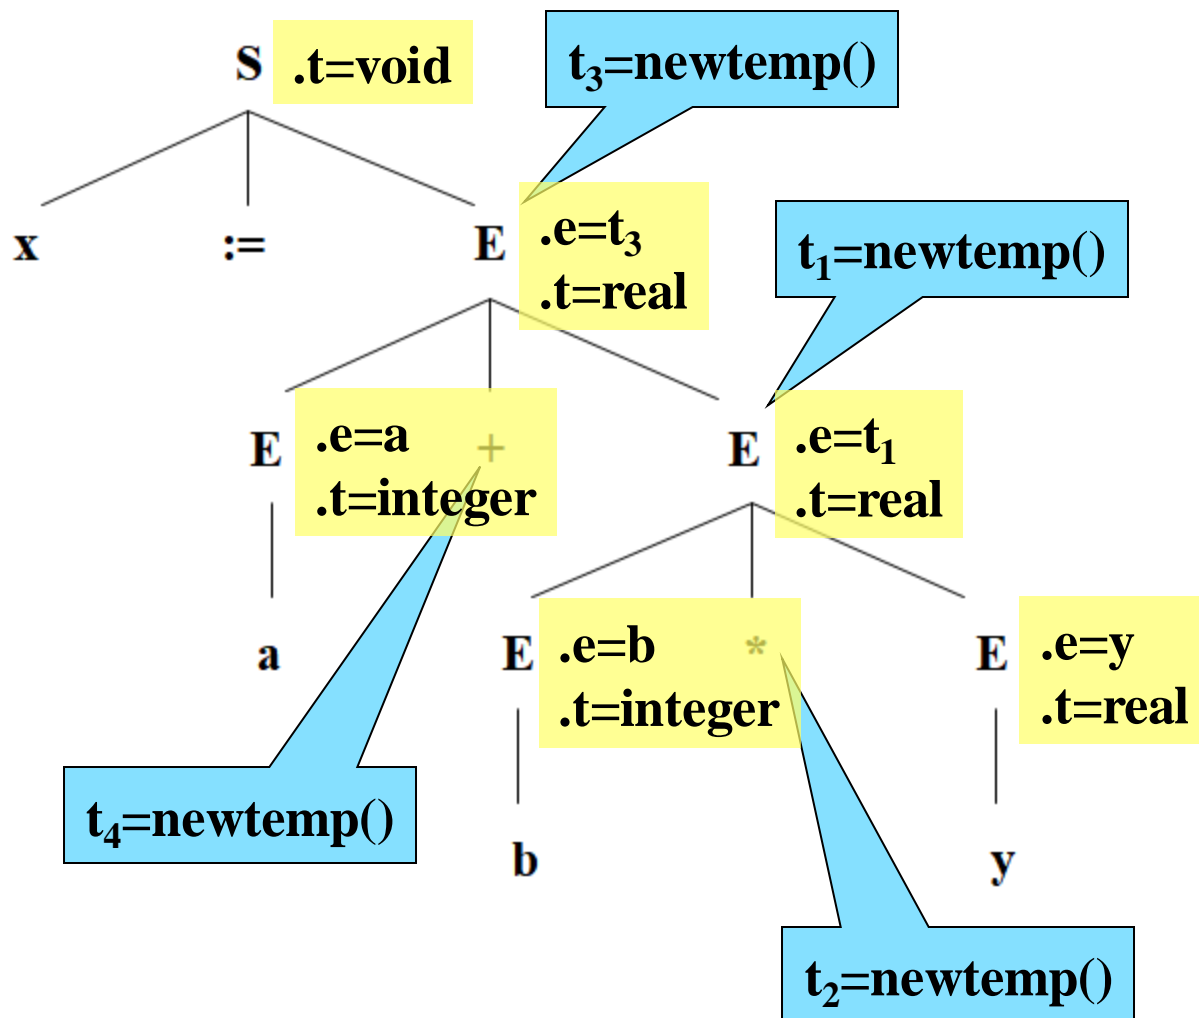 S .t=void
t₃=newtemp()
x := E .e=t₃
.t=real
t₁=newtemp()
E .e=a + E .e=t₁
.t=integer .t=real
a E .e=b * E .e=y
.t=integer .t=real
t₄=newtemp()
b y
t₂=newtemp()